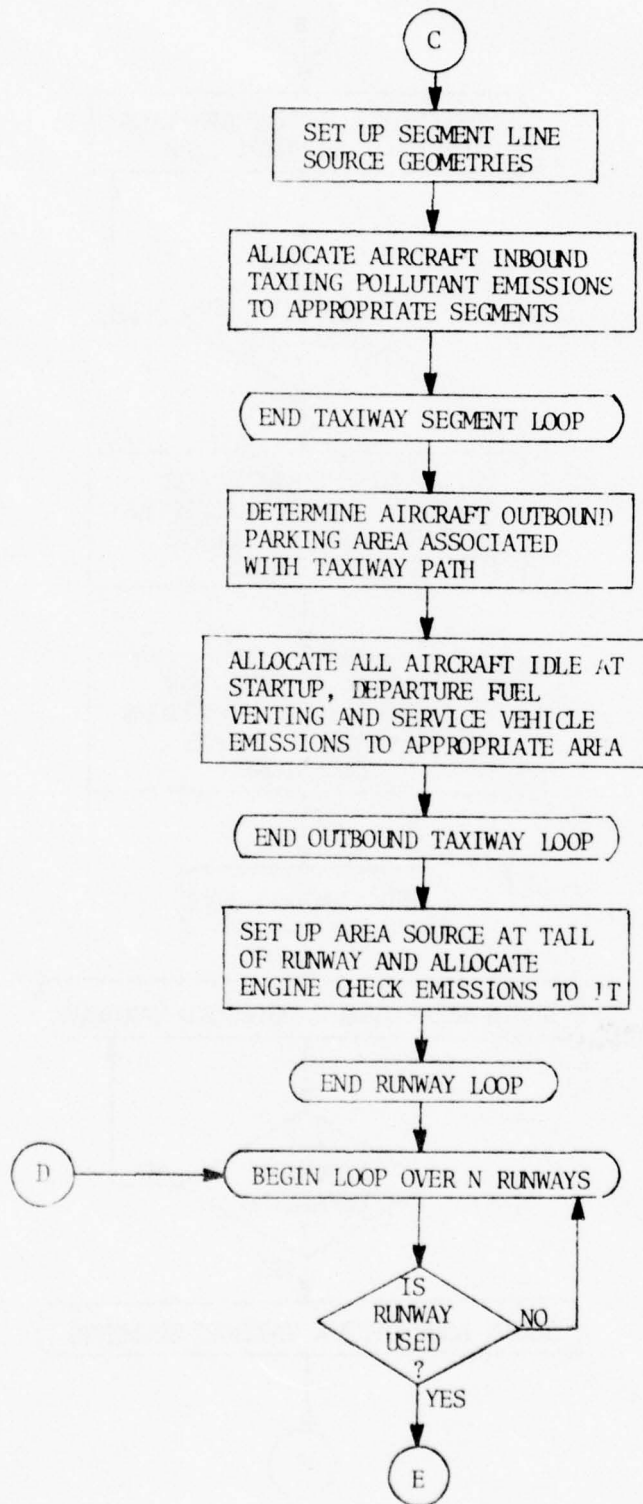 C
SET UP SEGMENT LINE
SOURCE GEOMETRIES
ALLOCATE AIRCRAFT INBOUND
TAXIING POLLUTANT EMISSIONS
TO APPROPRIATE SEGMENTS
END TAXIWAY SEGMENT LOOP
DETERMINE AIRCRAFT OUTBOUND
PARKING AREA ASSOCIATED
WITH TAXIWAY PATH
ALLOCATE ALL AIRCRAFT IDLE AT
STARTUP, DEPARTURE FUEL
VENTING AND SERVICE VEHICLE
EMISSIONS TO APPROPRIATE AREA
END OUTBOUND TAXIWAY LOOP
SET UP AREA SOURCE AT TAIL
OF RUNWAY AND ALLOCATE
ENGINE CHECK EMISSIONS TO IT
END RUNWAY LOOP
D
BEGIN LOOP OVER N RUNWAYS
IS
RUNWAY
USED
?
NO
YES
E